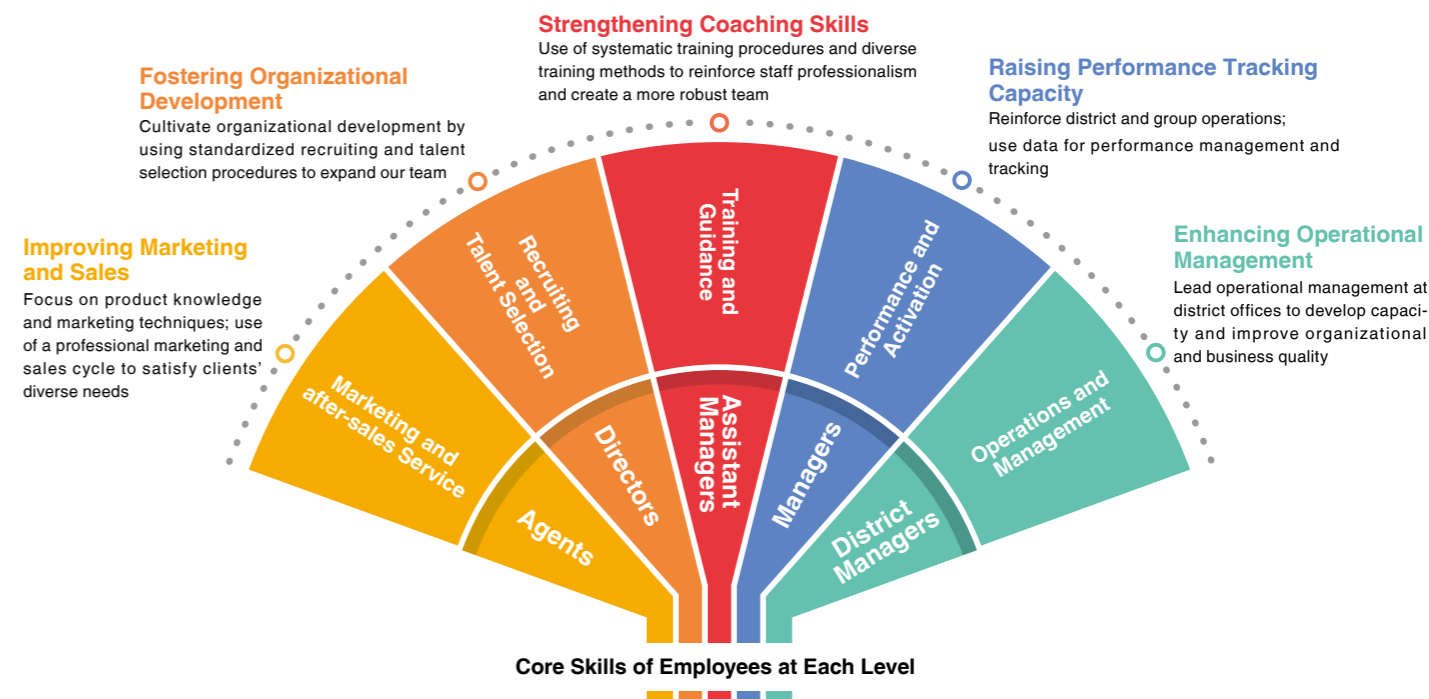 Strengthening Coaching Skills
Use of systematic training procedures and diverse
training methods to reinforce staff professionalism
and create a more robust team
Fostering Organizational
Development
Cultivate organizational development by
using standardized recruiting and talent
selection procedures to expand our team
Raising Performance Tracking
Capacity
Reinforce district and group operations;
use data for performance management and
tracking
Improving Marketing
and Sales
Focus on product knowledge
and marketing techniques; use
of a professional marketing and
sales cycle to satisfy clients'
diverse needs
Enhancing Operational
Management
Lead operational management at
district offices to develop capaci-
ty and improve organizational
and business quality
Marketing and
after-sales Service
Recruiting
and
Talent Selection
Training and
Guidance
Performance and
Activation
Operations and
Management
Agents
Directors
Assistant
Managers
Managers
District
Managers
Core Skills of Employees at Each Level